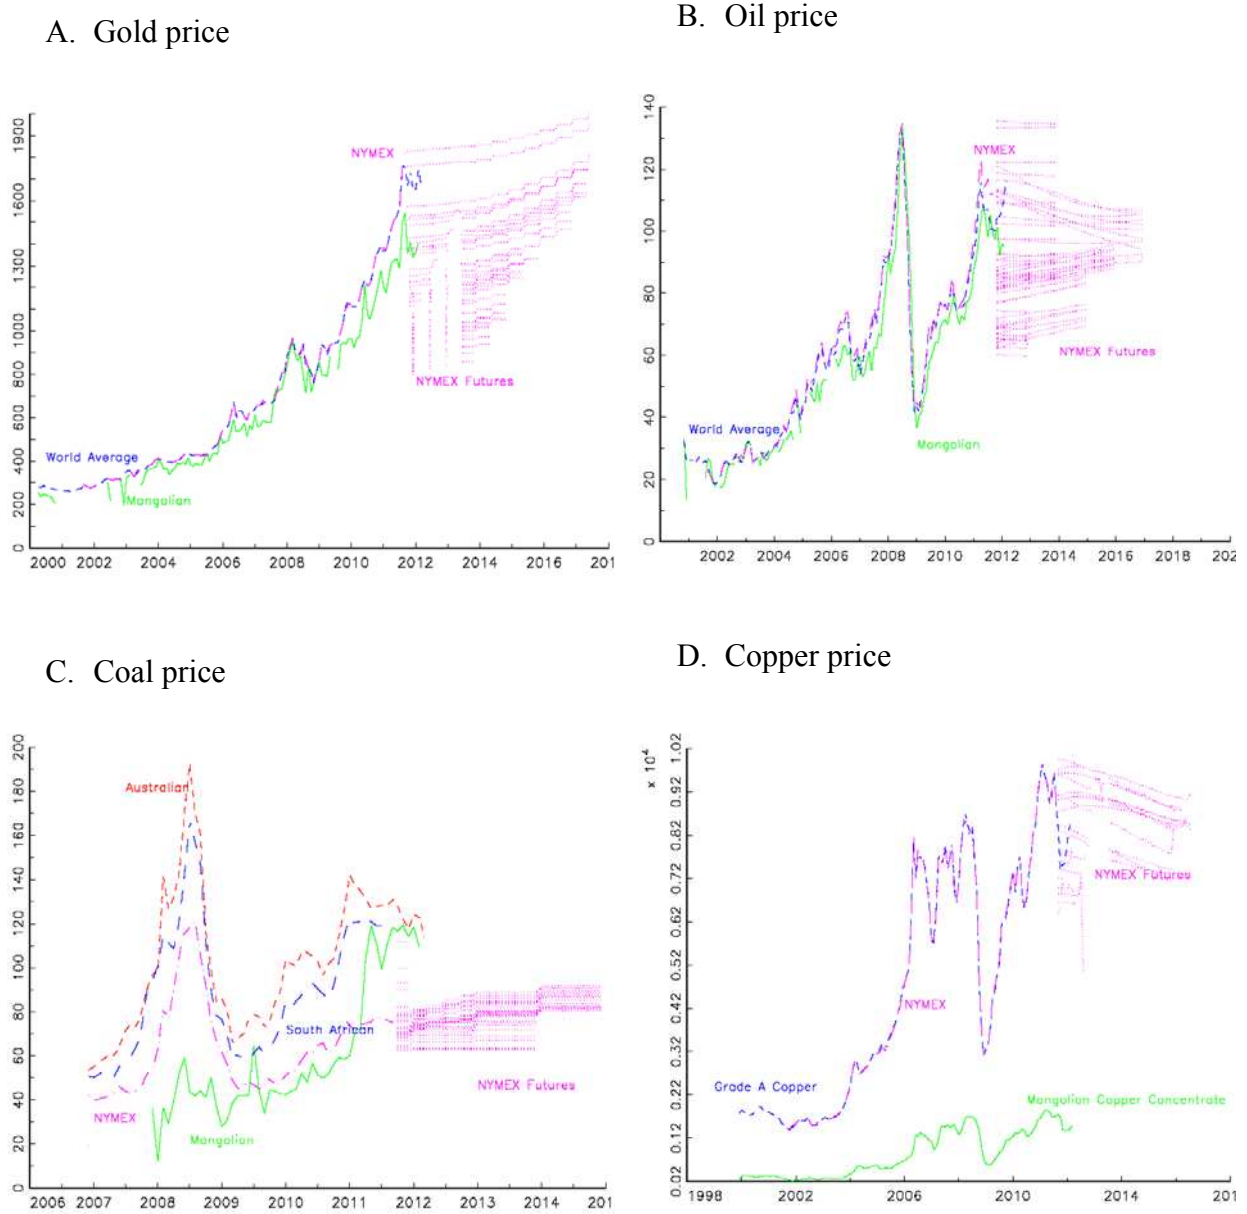 A. Gold price
B. Oil price
1900
1600
1300
1000
800
600
400
200
0
NYMEX
NYMEX Futures
World Average
Mongolian
2000 2002 2004 2006 2008 2010 2012 2014 2016 201
140
120
100
80
60
40
20
0
NYMEX
NYMEX Futures
World Average
Mongolian
2002 2004 2006 2008 2010 2012 2014 2016 2018 202
C. Coal price
D. Copper price
200
180
160
140
120
100
80
60
40
20
0
Australian
South African
NYMEX
NYMEX Futures
Mongolian
2006 2007 2008 2009 2010 2011 2012 2013 2014 201
x 10⁴
1.02
0.92
0.82
0.72
0.62
0.52
0.42
0.32
0.22
0.12
0.02
NYMEX Futures
NYMEX
Grade A Copper
Mongolian Copper Concentrate
1998 2002 2006 2010 2014 201